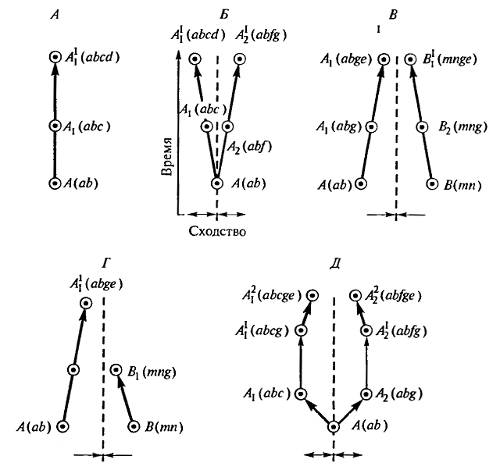 А
A₁¹(abcd)
A₁(abc)
A(ab)
Б
A₁¹(abcd) A₂¹(abfg)
A₁(abc)
A₂(abf)
A(ab)
Время
Сходство
В
1
A₁(abge) B₁¹(mnge)
A₁(abg) B₂(mng)
A(ab) B(mn)
Г
A₁¹(abge)
B₁(mng)
A(ab) B(mn)
Д
A₁²(abcge) A₂²(abfge)
A₁¹(abcg) A₂¹(abfg)
A₁(abc) A₂(abg)
A(ab)